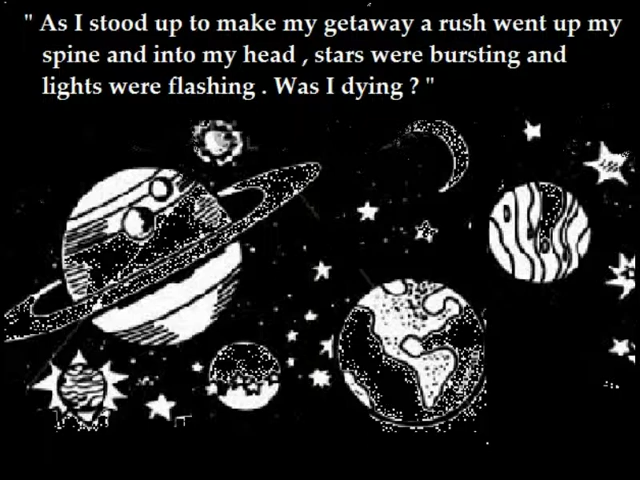 " As I stood up to make my getaway a rush went up my
spine and into my head , stars were bursting and
lights were flashing . Was I dying ? "